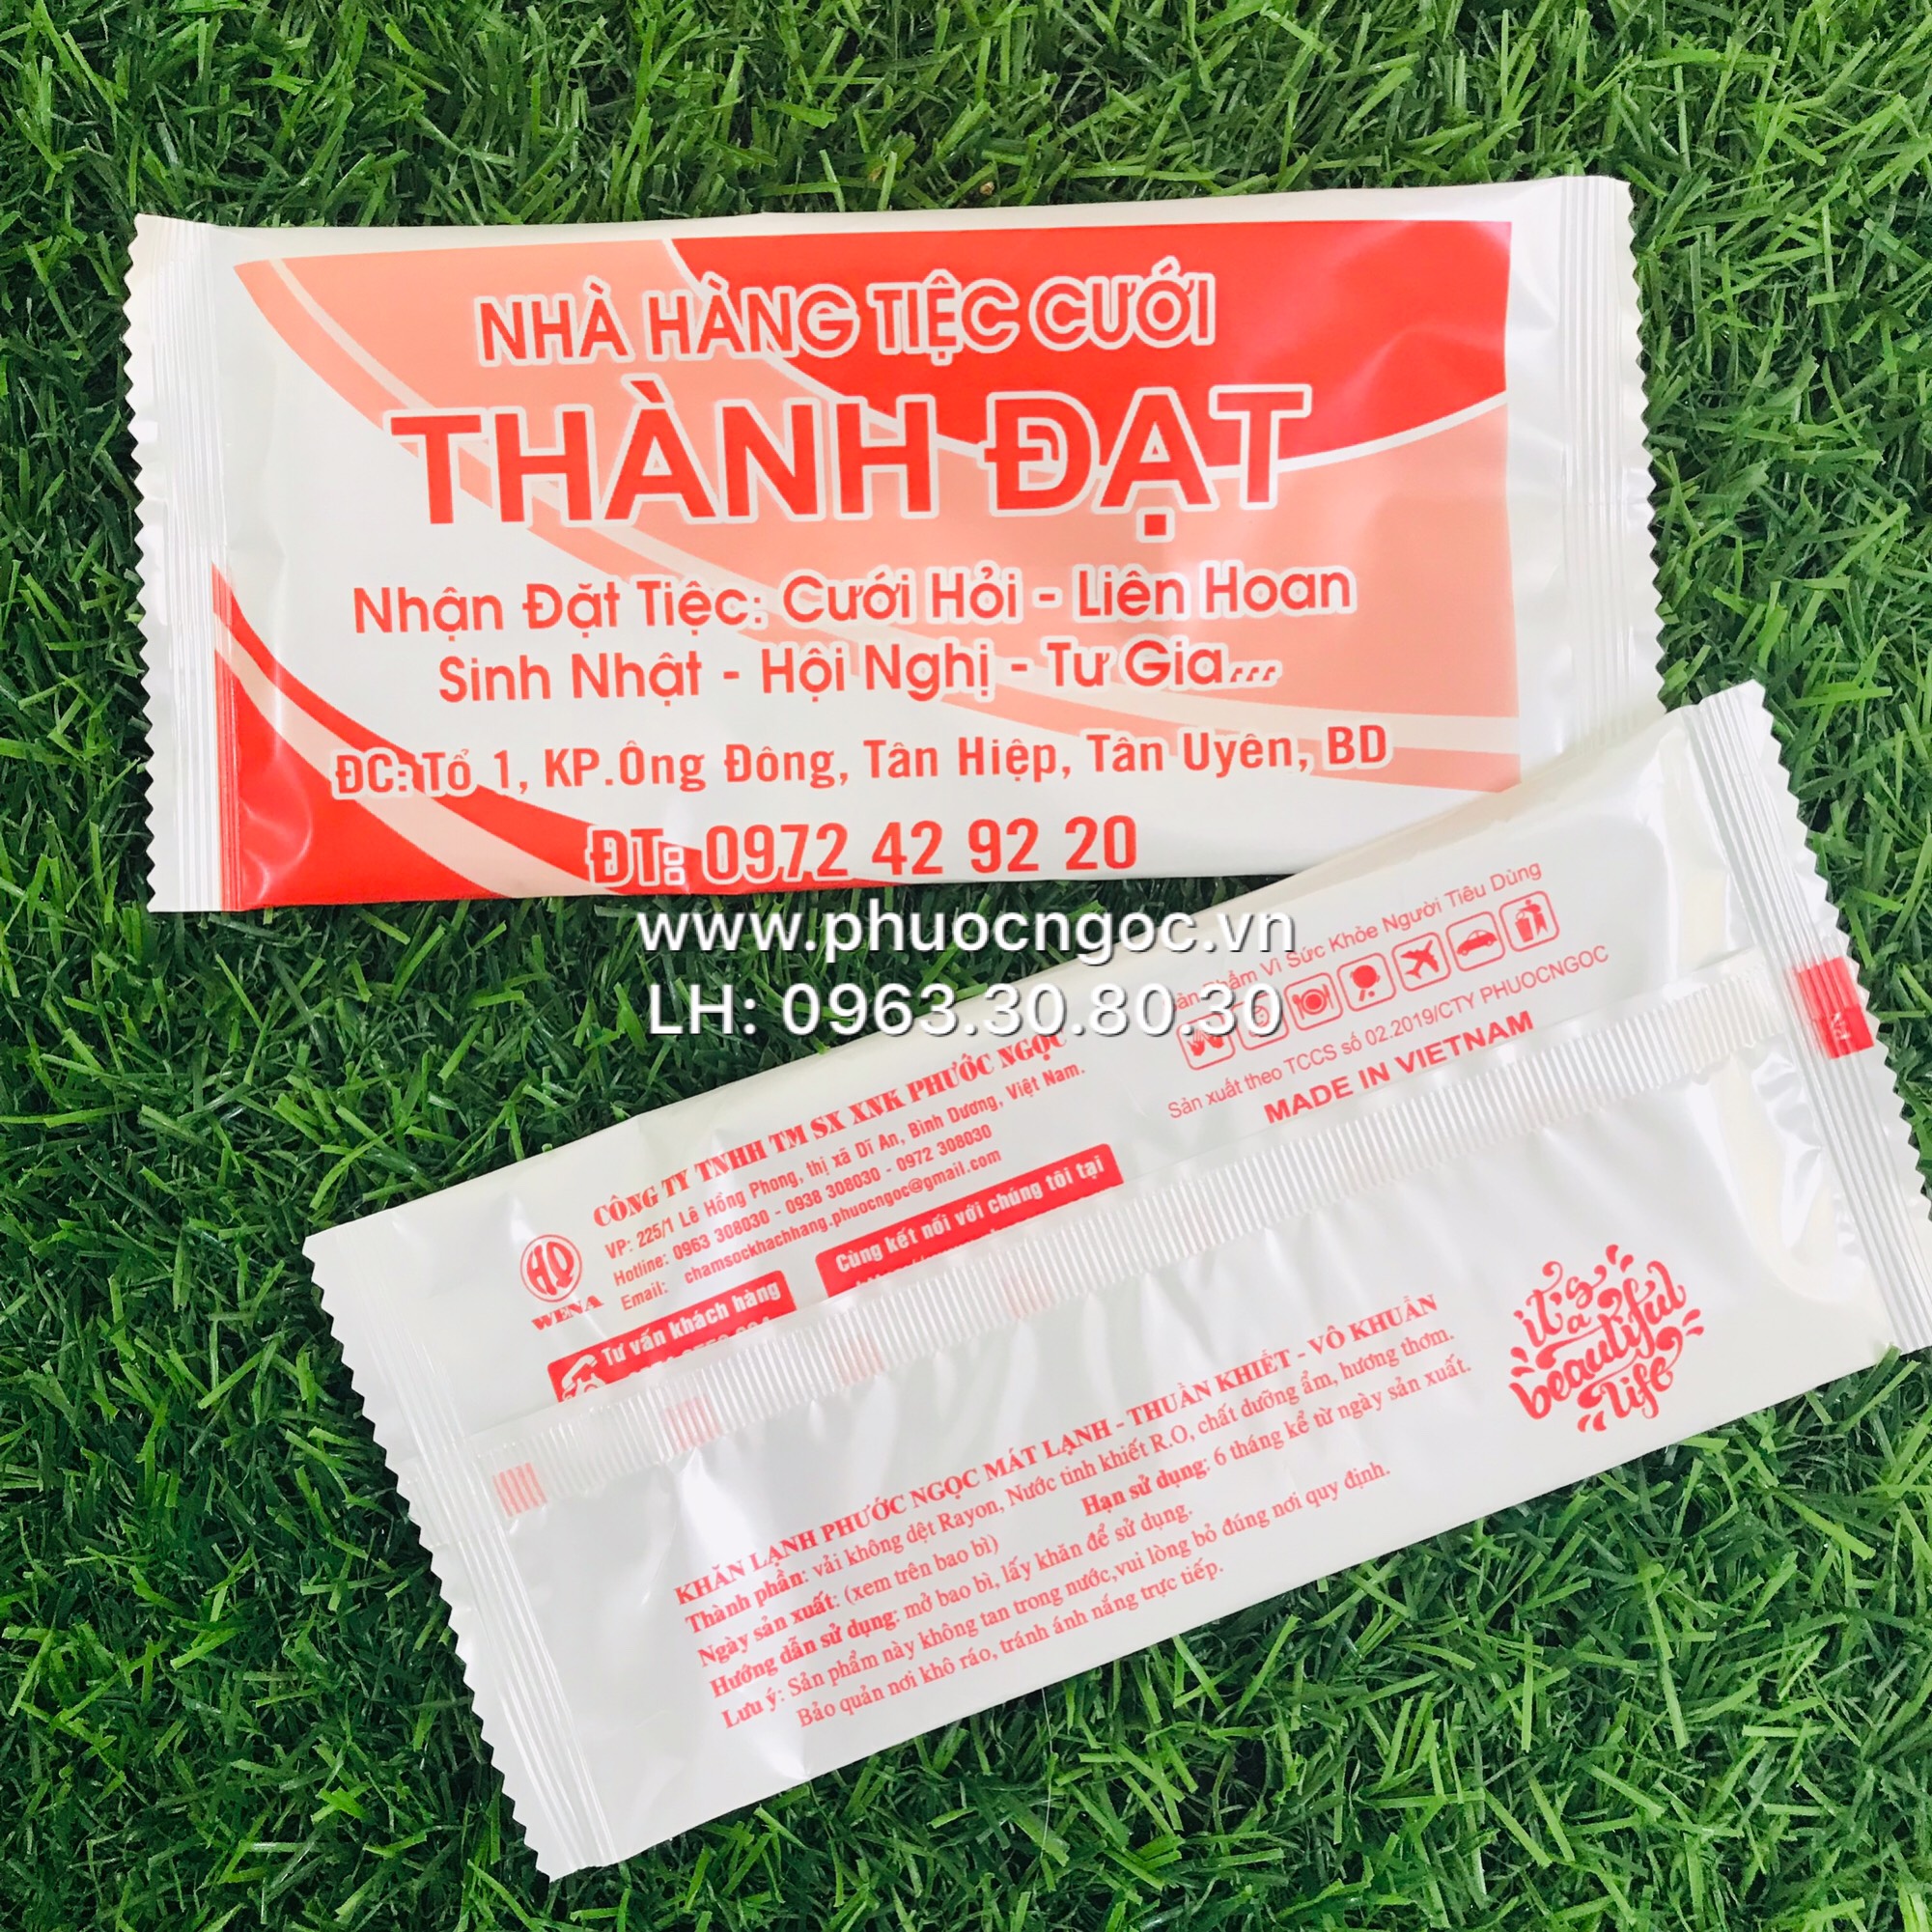 NHÀ HÀNG TIỆC CƯỚI
THÀNH ĐẠT
Nhận Đặt Tiệc: Cưới Hỏi - Liên Hoan
Sinh Nhật - Hội Nghị - Tư Gia...
ĐC: Tổ 1, KP.Ông Đông, Tân Hiệp, Tân Uyên, BD
ĐT: 0972 42 92 20
www.phuocngoc.vn
LH: 0963.30.80.30
Phẩm Vì Sức Khỏe Người Tiêu Dùng
Sản xuất theo TCCS số 02.2019/CTY PHUOCNGOC
MADE IN VIETNAM
WENA
CÔNG TY TNHH TM SX XNK PHƯỚC NGỌC
VP: 225/1 Lê Hồng Phong, thị xã Dĩ An, Bình Dương, Việt Nam.
Hotline: 0963 308030 - 0938 308030 - 0972 308030
Email: chamsockhachhang.phuocngoc@gmail.com
Tư vấn khách hàng
Cùng kết nối với chúng tôi tại
KHĂN LẠNH PHƯỚC NGỌC MÁT LẠNH - THUẦN KHIẾT - VÔ KHUẨN
Thành phần: vải không dệt Rayon, Nước tinh khiết R.O, chất dưỡng ẩm, hương thơm.
Ngày sản xuất: (xem trên bao bì) Hạn sử dụng: 6 tháng kể từ ngày sản xuất.
Hướng dẫn sử dụng: mở bao bì, lấy khăn để sử dụng.
Lưu ý: Sản phẩm này không tan trong nước,vui lòng bỏ đúng nơi quy định.
Bảo quản nơi khô ráo, tránh ánh nắng trực tiếp.
it's
a
beautiful
life